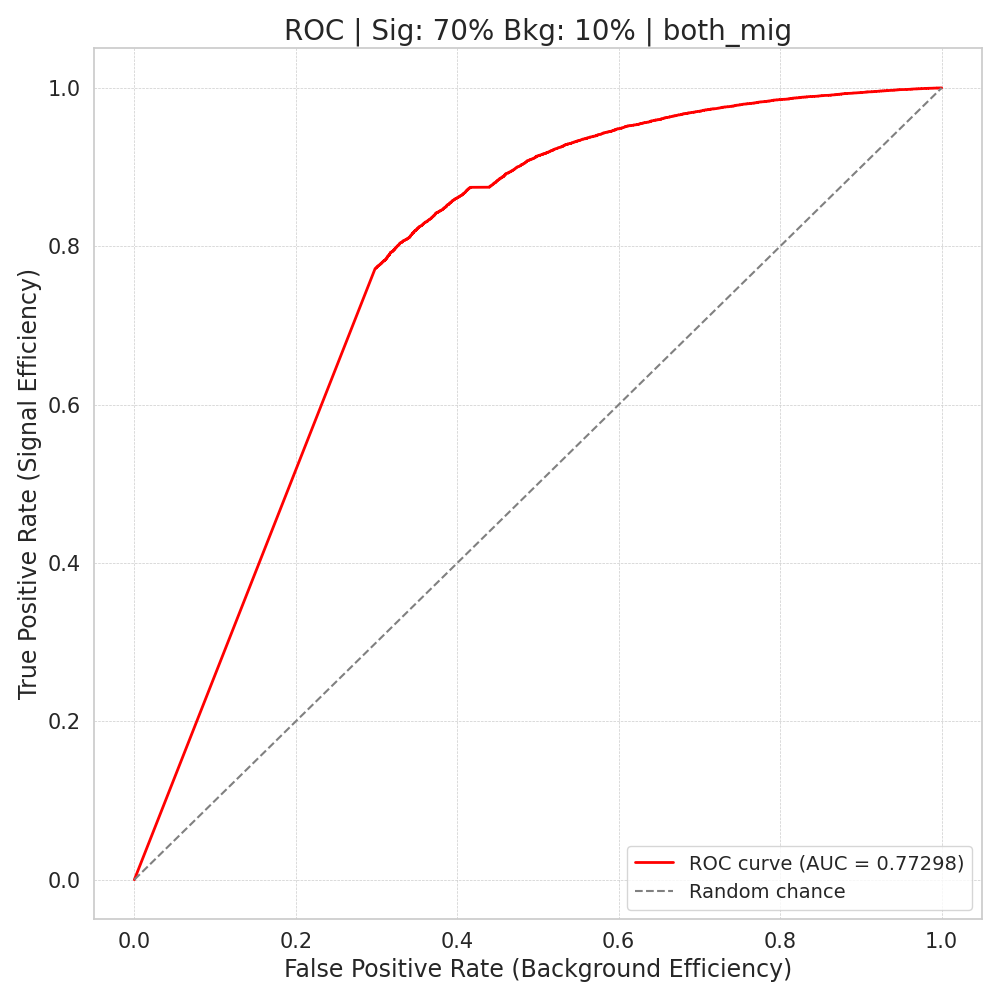 ROC | Sig: 70% Bkg: 10% | both_mig
True Positive Rate (Signal Efficiency)
1.0
0.8
0.6
0.4
0.2
0.0
ROC curve (AUC = 0.77298)
Random chance
0.0 0.2 0.4 0.6 0.8 1.0
False Positive Rate (Background Efficiency)